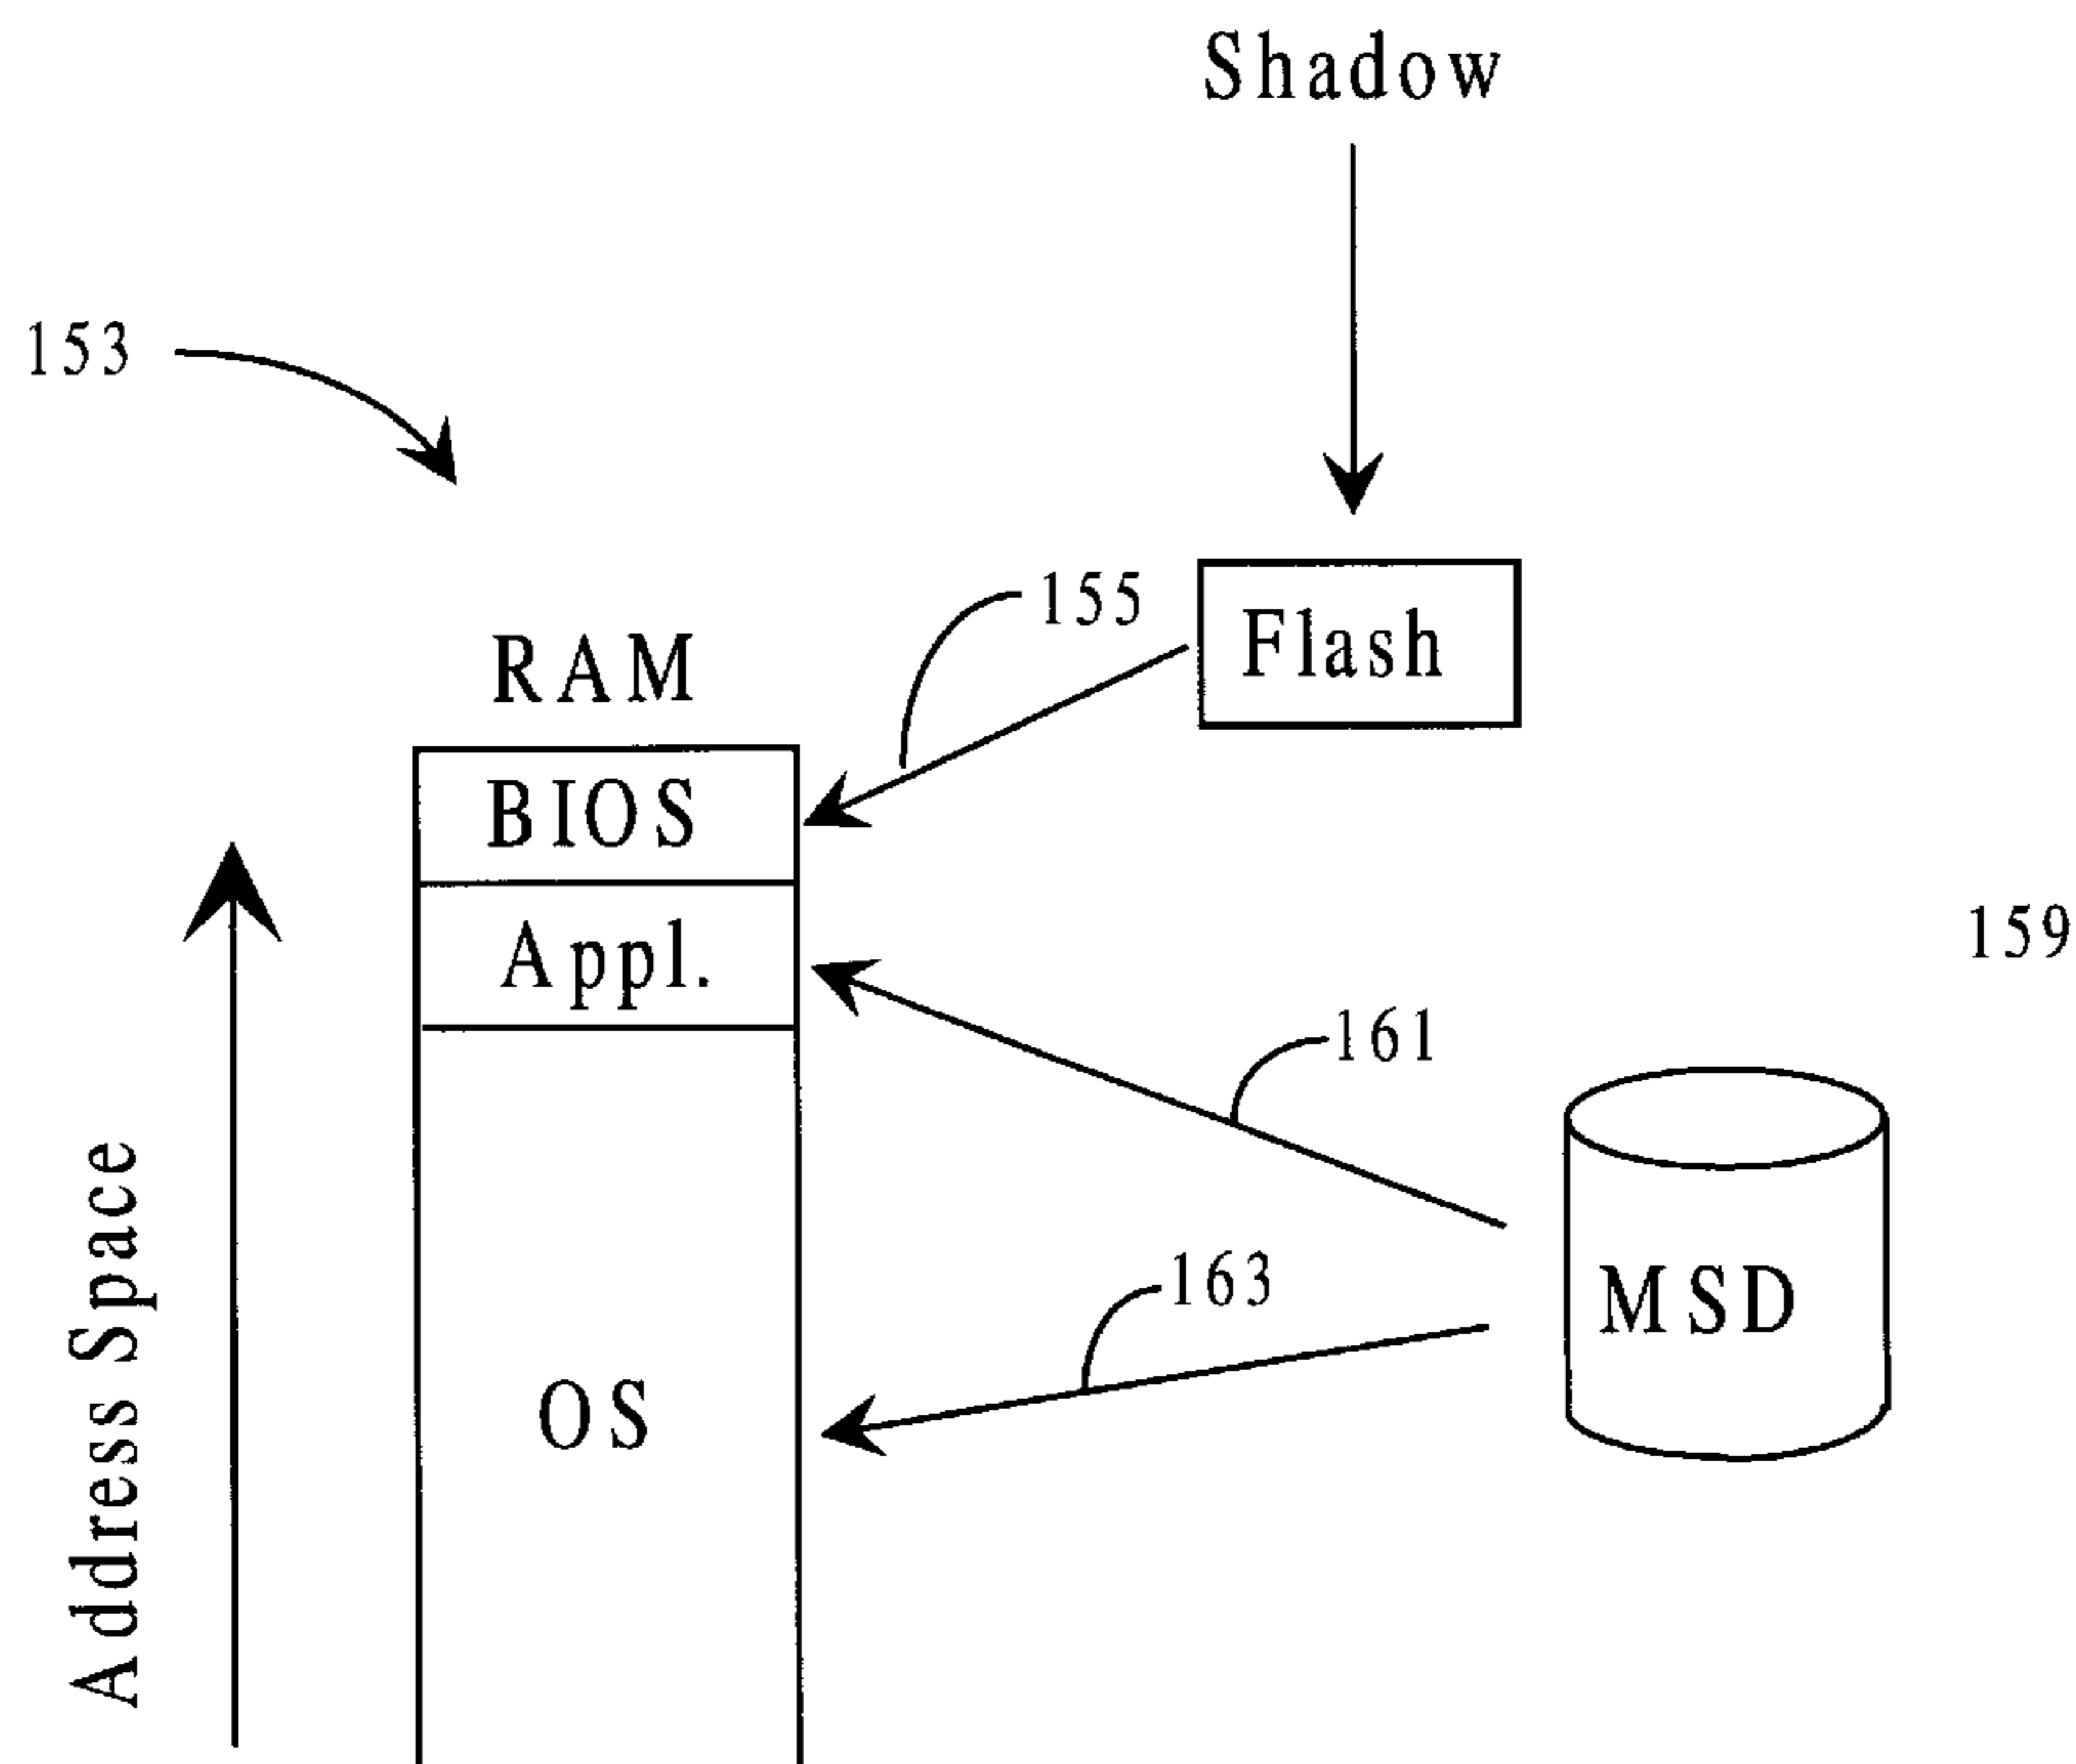 Shadow
153
155
Flash
RAM
BIOS
Appl.
159
161
163
MSD
OS
Address Space